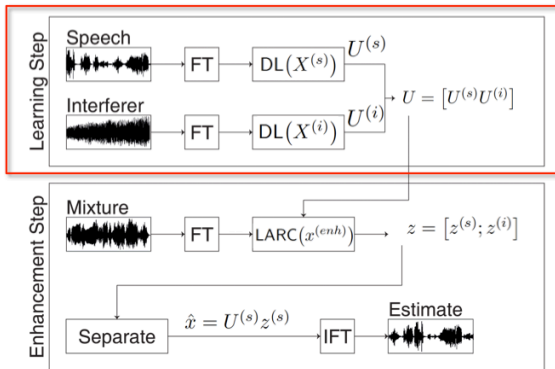 Learning Step
Speech
FT
DL(X^{(s)})
U^{(s)}
Interferer
FT
DL(X^{(i)})
U^{(i)}
U = [U^{(s)}U^{(i)}]
Enhancement Step
Mixture
FT
LARC(x^{(enh)})
z = [z^{(s)}; z^{(i)}]
Separate
x̂ = U^{(s)}z^{(s)}
IFT
Estimate